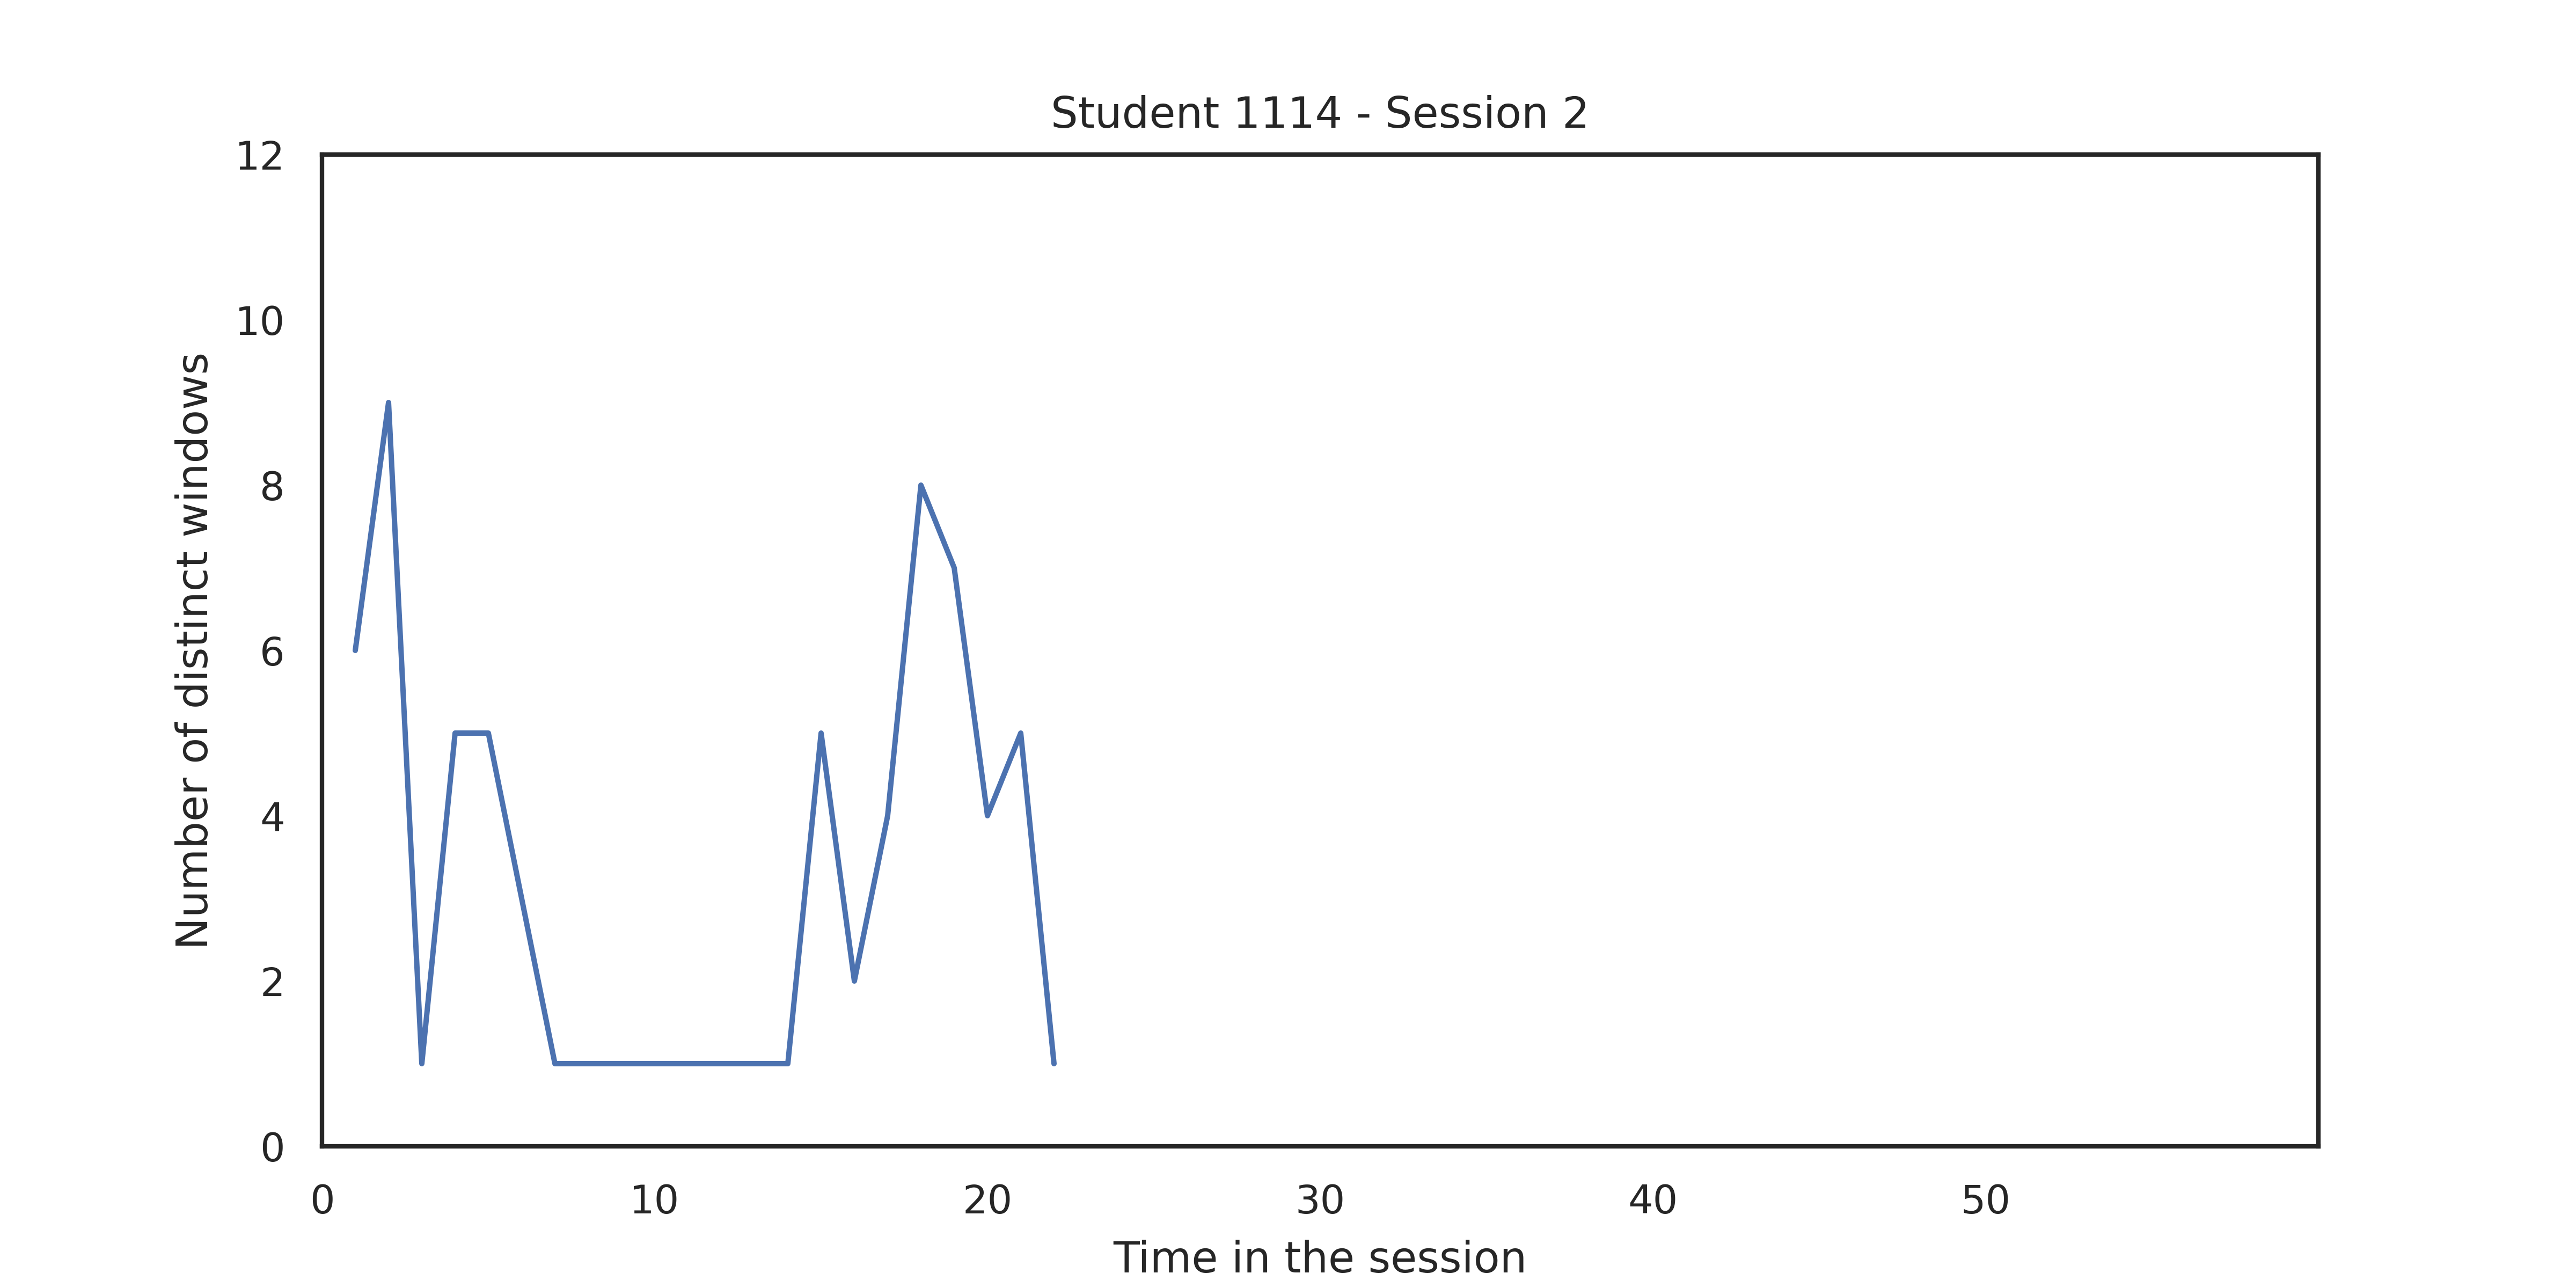 Student 1114 - Session 2
12
10
8
6
4
2
0
Number of distinct windows
0 10 20 30 40 50
Time in the session